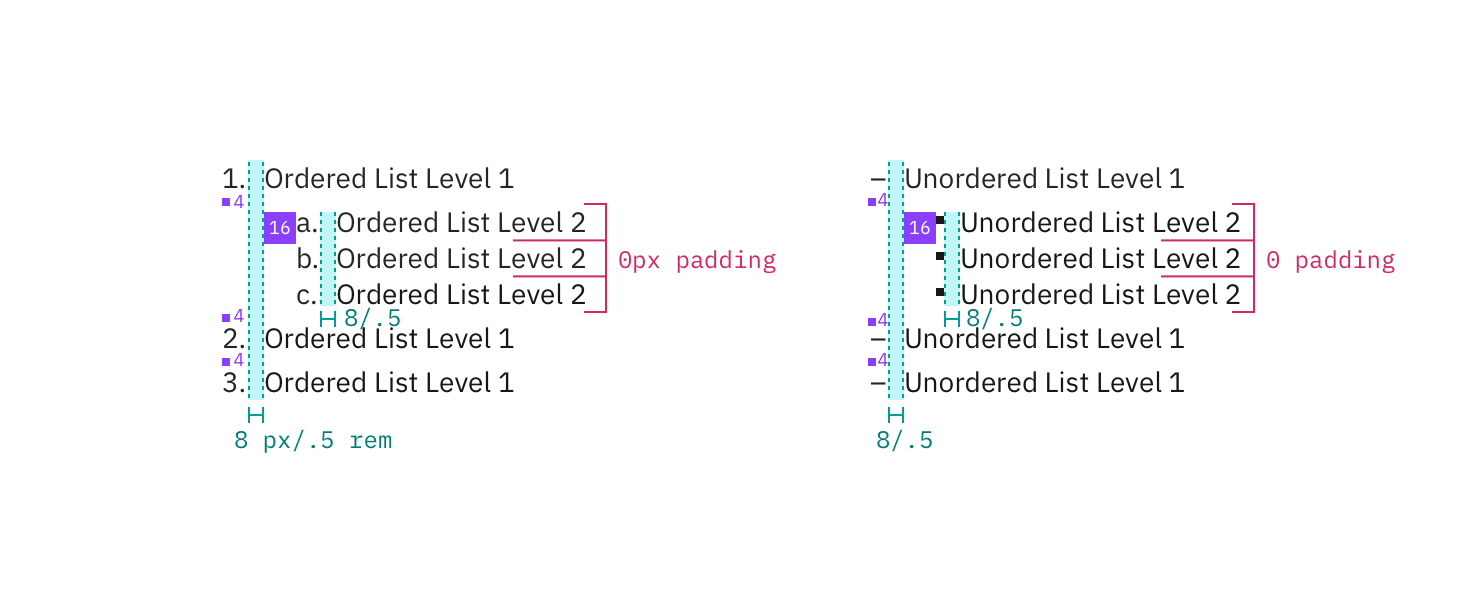 1. Ordered List Level 1
4
16 a. Ordered List Level 2
b. Ordered List Level 2
0px padding
c. Ordered List Level 2
4
8/.5
2. Ordered List Level 1
4
3. Ordered List Level 1
8 px/.5 rem
– Unordered List Level 1
4
16 ▪ Unordered List Level 2
▪ Unordered List Level 2
0 padding
▪ Unordered List Level 2
4
8/.5
– Unordered List Level 1
4
– Unordered List Level 1
8/.5